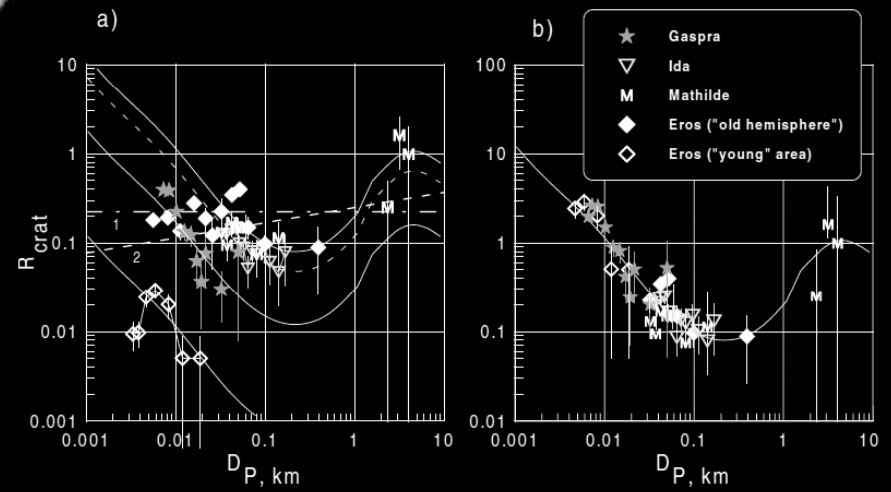 a)
b)
Gaspra
Ida
M Mathilde
Eros ("old hemisphere")
Eros ("young" area)
10
1
0.1
0.01
0.001
R crat
1
2
M
M
M
M
M
M
M
M
0.001 0.01 0.1 1 10
D P, km
100
10
1
0.1
0.01
M
M
M
M
M
M
M
M
M
0.001 0.01 0.1 1 10
D P, km